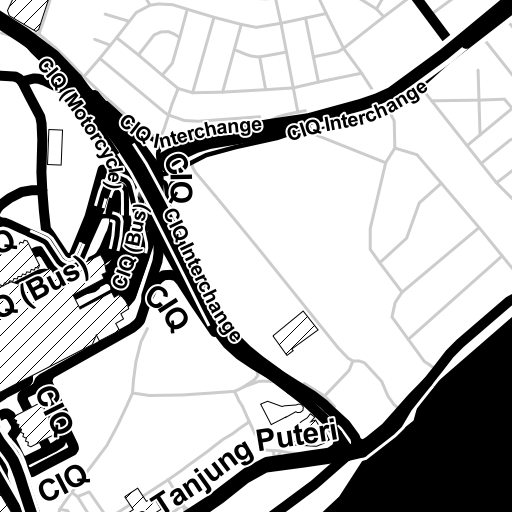 CIQ (Motorcycle)
CIQ Interchange
CIQ Interchange
CIQ
CIQ Interchange
CIQ (Bus)
Q
Q (Bus)
CIQ
CIQ
CIQ
Tanjung Puteri